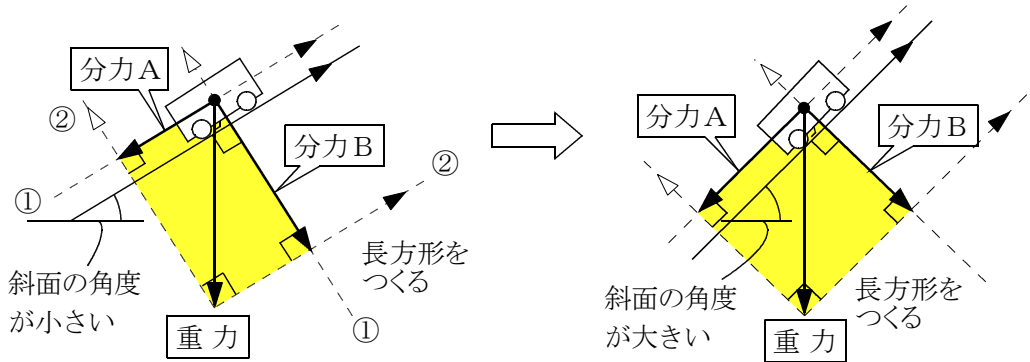 分力A
②
分力B
①
②
斜面の角度
が小さい
長方形を
つくる
①
重力
分力A
分力B
斜面の角度
が大きい
長方形を
つくる
重力